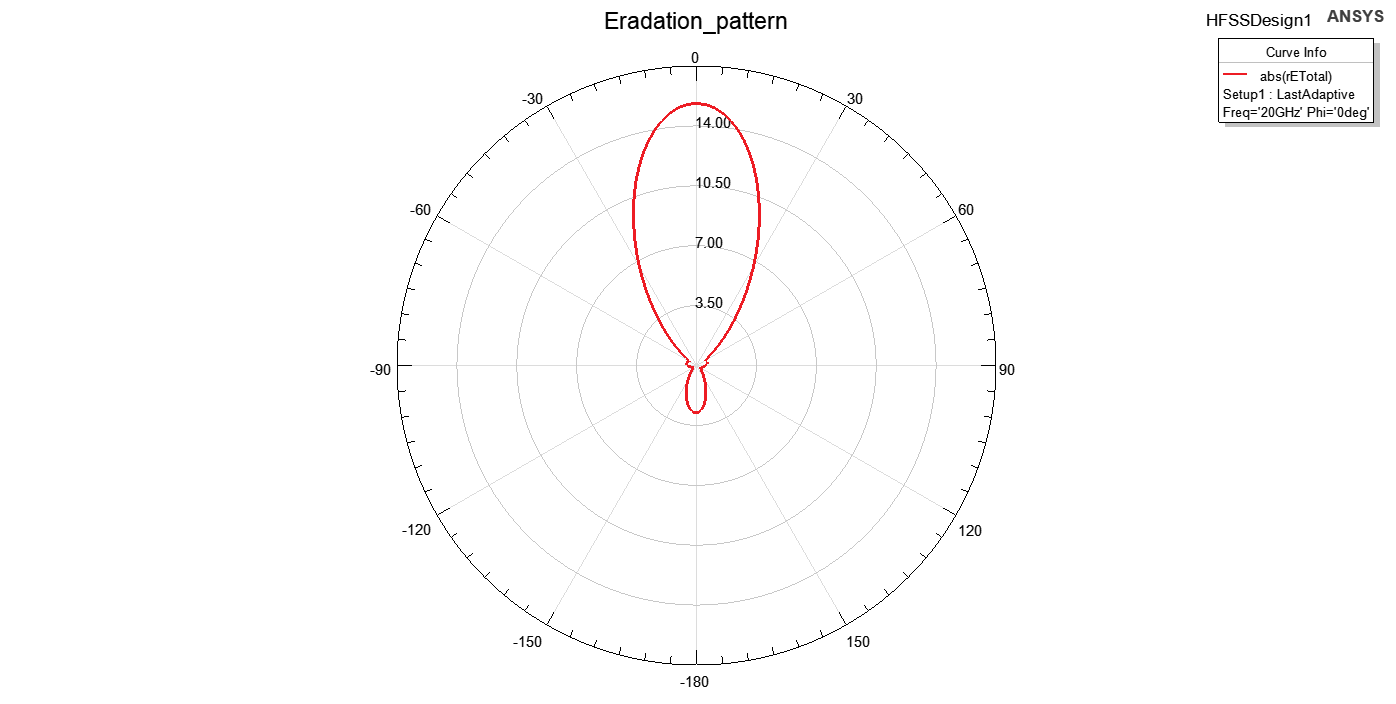 Eradation_pattern
HFSSDesign1
ANSYS
Curve Info
abs(rETotal)
Setup1 : LastAdaptive
Freq='20GHz' Phi='0deg'
0
-30
30
14.00
10.50
-60
60
7.00
3.50
-90
90
-120
120
-150
150
-180